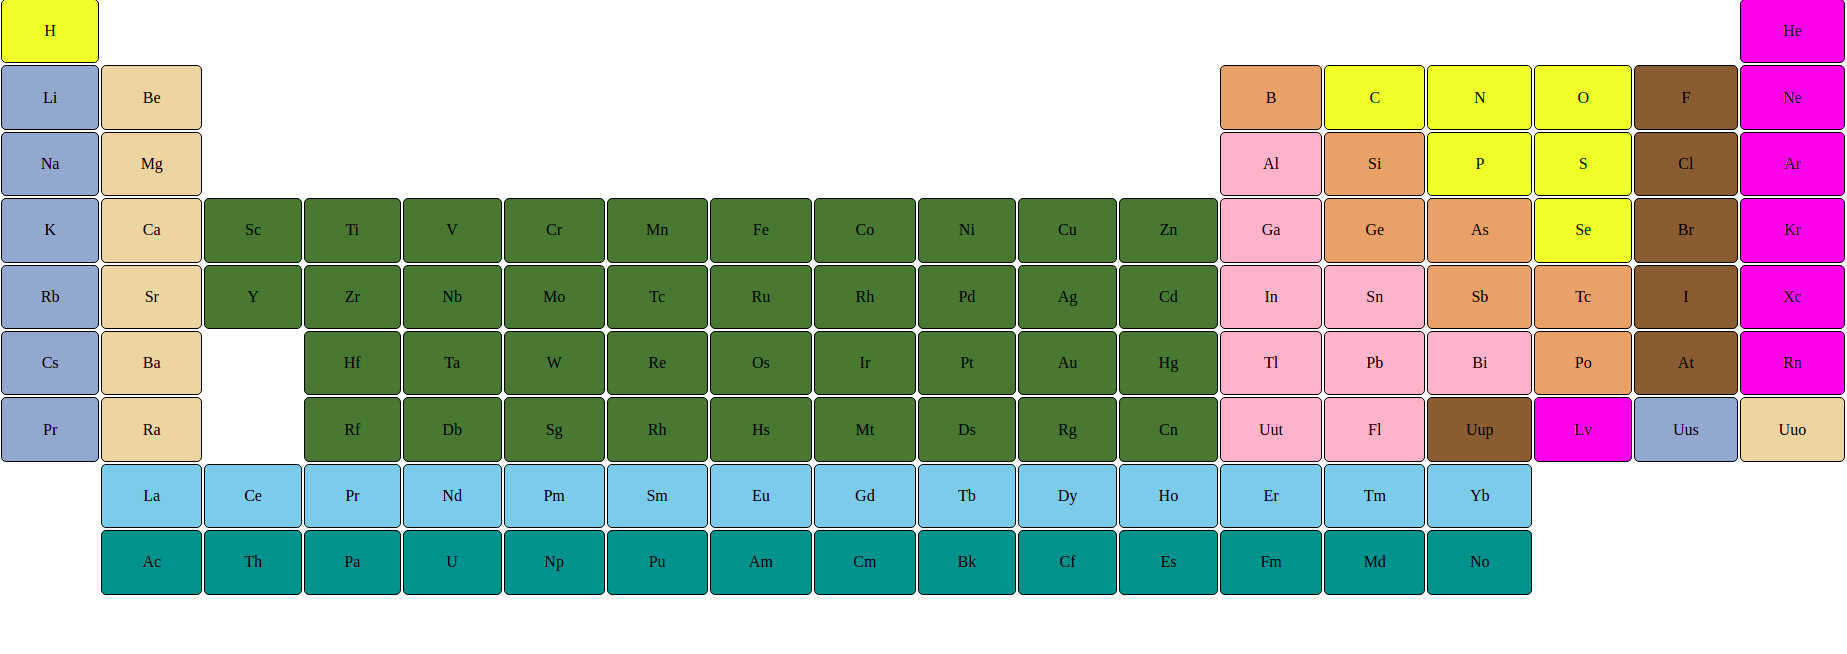 H He
Li Be B C N O F Ne
Na Mg Al Si P S Cl Ar
K Ca Sc Ti V Cr Mn Fe Co Ni Cu Zn Ga Ge As Se Br Kr
Rb Sr Y Zr Nb Mo Tc Ru Rh Pd Ag Cd In Sn Sb Tc I Xc
Cs Ba Hf Ta W Re Os Ir Pt Au Hg Tl Pb Bi Po At Rn
Pr Ra Rf Db Sg Rh Hs Mt Ds Rg Cn Uut Fl Uup Lv Uus Uuo
La Ce Pr Nd Pm Sm Eu Gd Tb Dy Ho Er Tm Yb
Ac Th Pa U Np Pu Am Cm Bk Cf Es Fm Md No